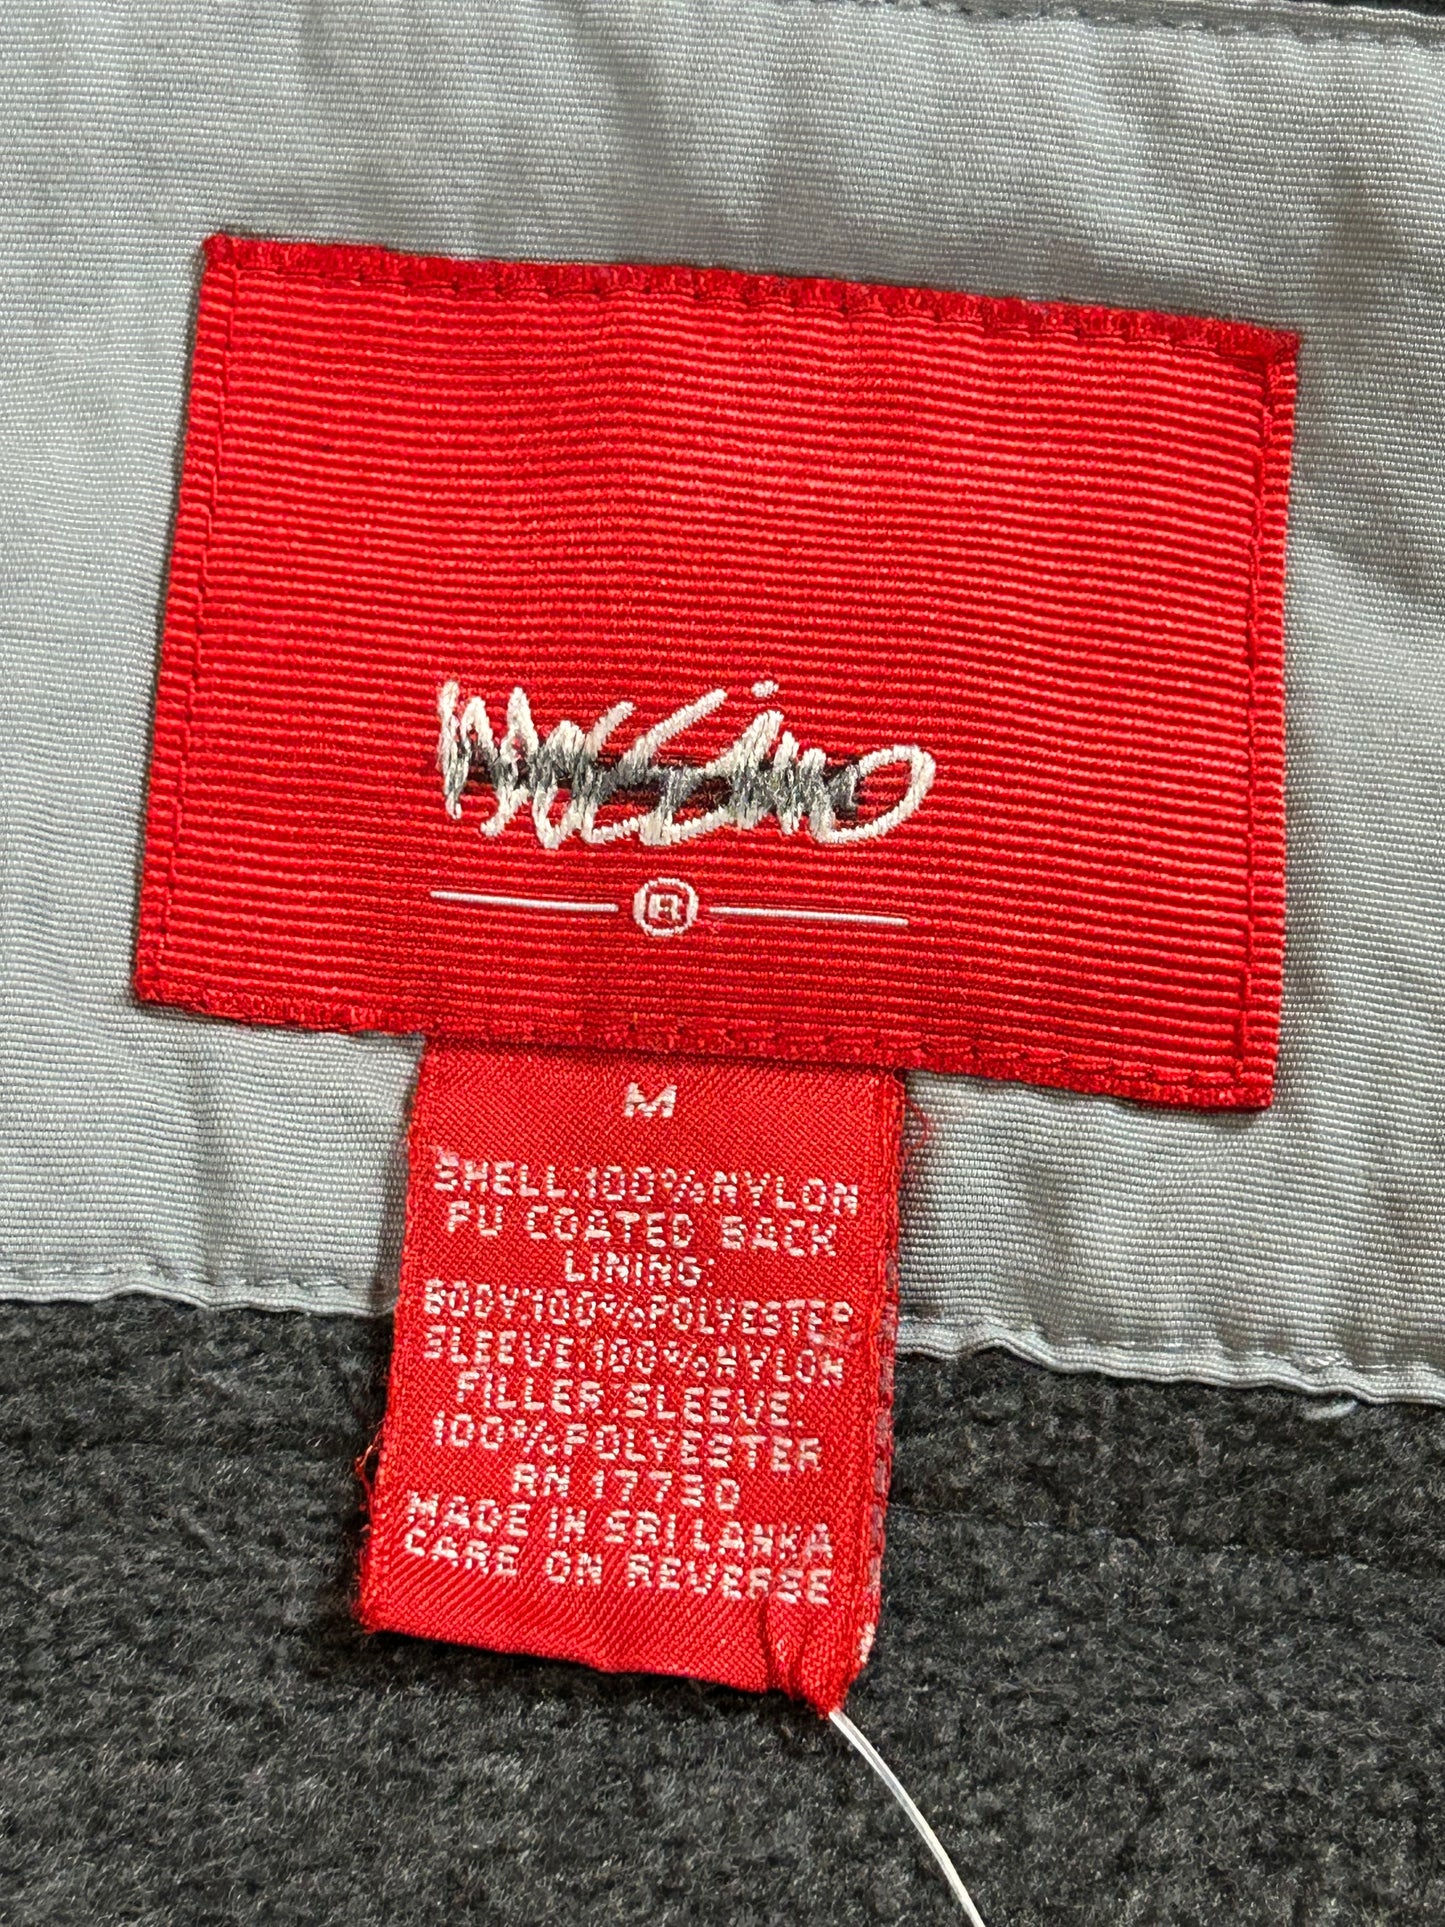 Mossimo
®
M
SHELL:100%NYLON
PU COATED BACK
LINING:
BODY:100%POLYESTER
SLEEVE:100%NYLON
FILLER:SLEEVE:
100%POLYESTER
RN 17730
MADE IN SRI LANKA
CARE ON REVERSE